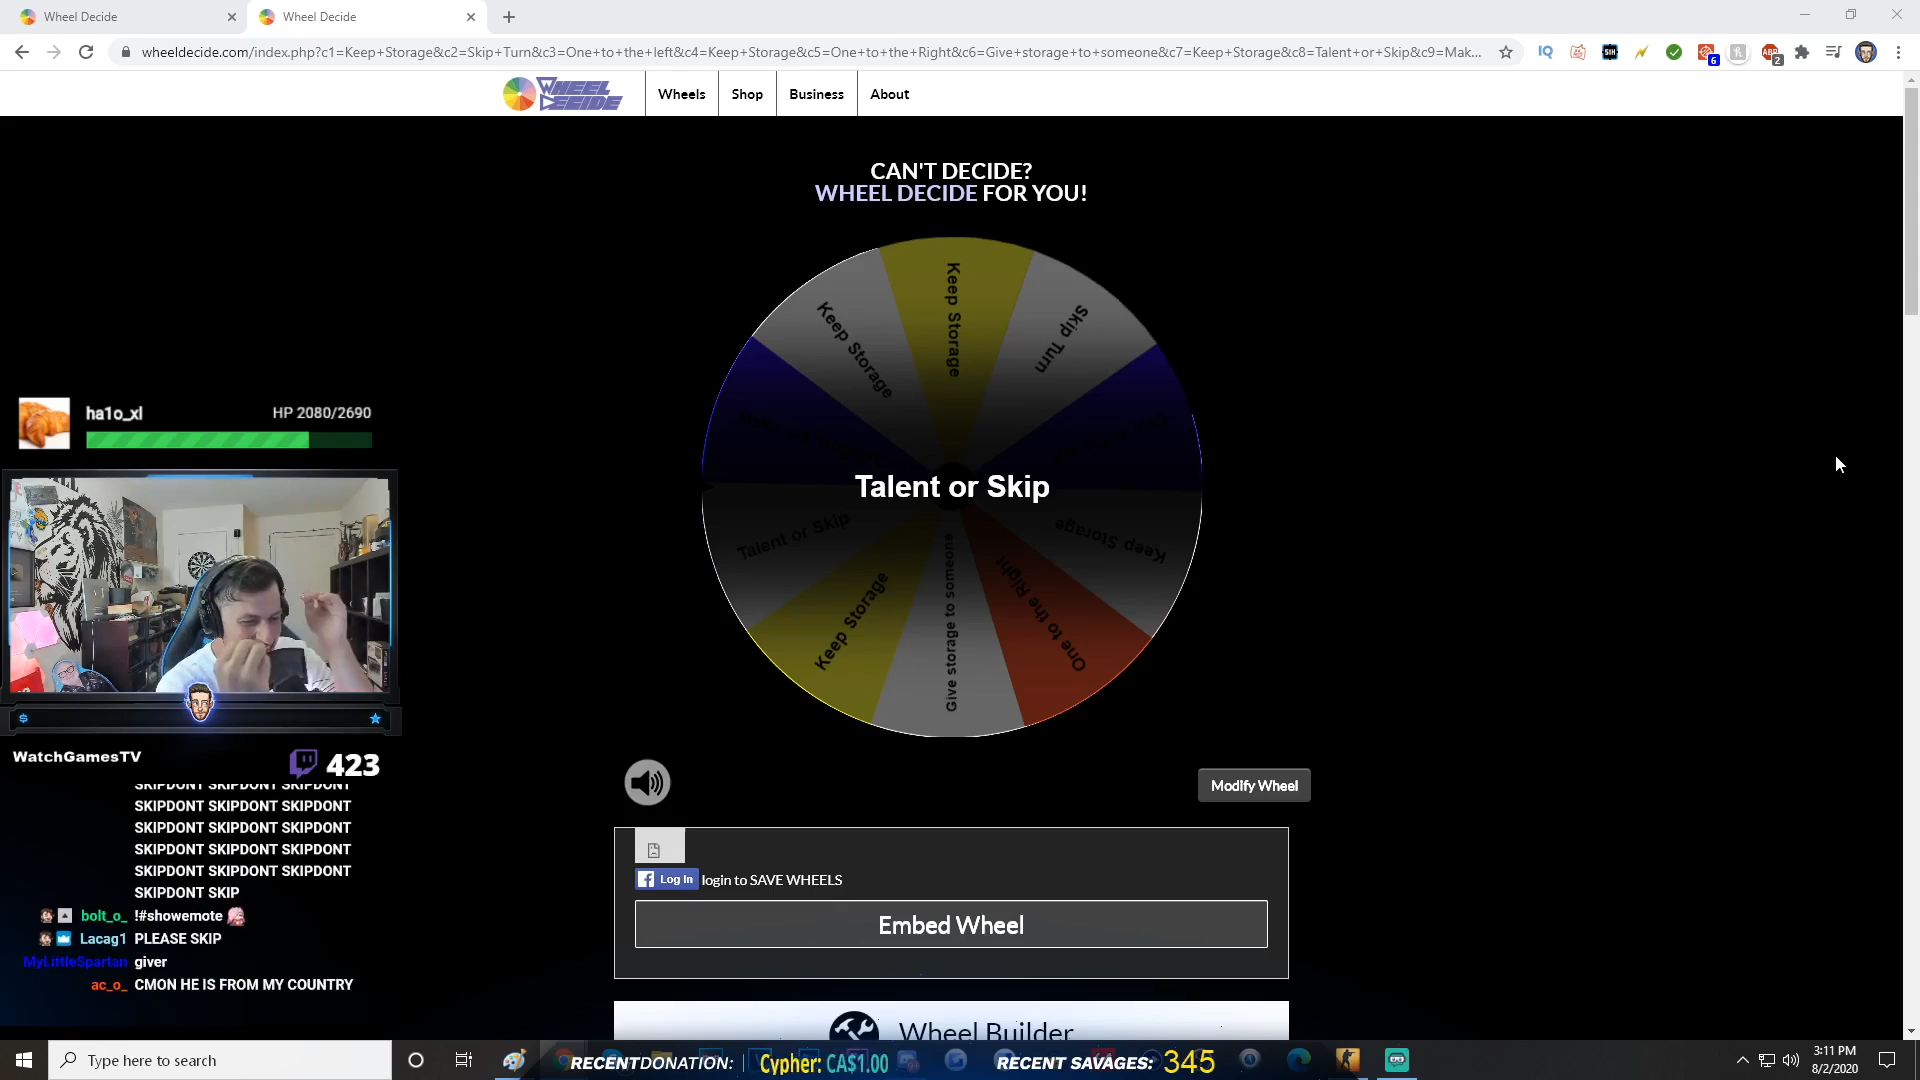 Wheel Decide
Wheel Decide
wheeldecide.com/index.php?c1=Keep+Storage&c2=Skip+Turn&c3=One+to+the+left&c4=Keep+Storage&c5=One+to+the+Right&c6=Give+storage+to+someone&c7=Keep+Storage&c8=Talent+or+Skip&c9=Mak...
WHEEL DECIDE
Wheels
Shop
Business
About
CAN'T DECIDE?
WHEEL DECIDE FOR YOU!
Keep Storage
Keep Storage
Skip Turn
Talent or Skip
Talent or Skip
Keep Storage
Keep Storage
Give storage to someone
One to the Right
ha1o_xl
HP 2080/2690
WatchGamesTV
423
SKIPDONT SKIPDONT SKIPDONT
SKIPDONT SKIPDONT SKIPDONT
SKIPDONT SKIPDONT SKIPDONT
SKIPDONT SKIPDONT SKIPDONT
SKIPDONT SKIPDONT SKIPDONT
SKIPDONT SKIP
bolt_o_ !#showemote
Lacag1 PLEASE SKIP
MyLittleSpartan giver
ac_o_ CMON HE IS FROM MY COUNTRY
Modify Wheel
Log In login to SAVE WHEELS
Embed Wheel
Wheel Builder
Type here to search
RECENTDONATION: Cypher: CA$1.00
RECENT SAVAGES: 345
3:11 PM
8/2/2020